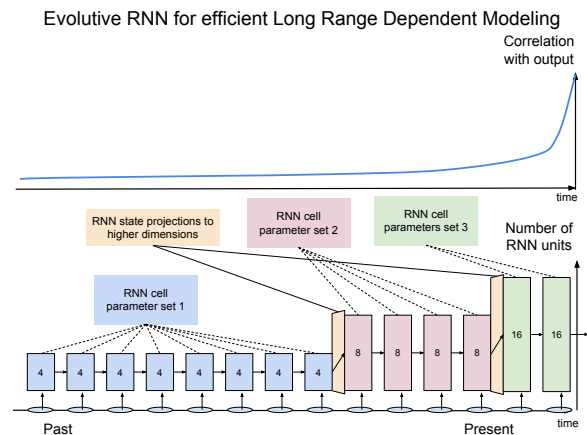 Evolutive RNN for efficient Long Range Dependent Modeling
Correlation
with output
time
RNN state projections to
higher dimensions
RNN cell
parameter set 2
RNN cell
parameters set 3
Number of
RNN units
RNN cell
parameter set 1
4 4 4 4 4 4 4 4 8 8 8 8 16 16
time
Past Present